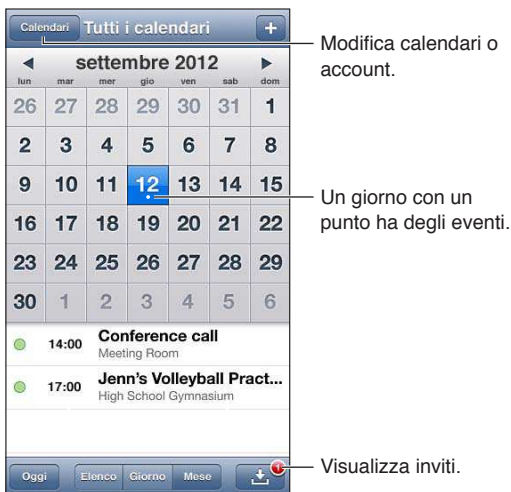 Calendari Tutti i calendari +
settembre 2012
lun mar mer gio ven sab dom
26 27 28 29 30 31 1
2 3 4 5 6 7 8
9 10 11 12 13 14 15
16 17 18 19 20 21 22
23 24 25 26 27 28 29
30 1 2 3 4 5 6
14:00 Conference call
Meeting Room
17:00 Jenn's Volleyball Pract...
High School Gymnasium
Oggi Elenco Giorno Mese 1
Modifica calendari o
account.
Un giorno con un
punto ha degli eventi.
Visualizza inviti.